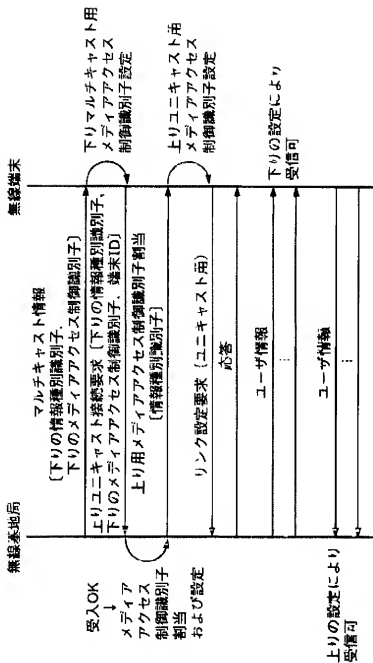 無線基地局
無線端末
マルチキャスト情報
〔下りの情報種別識別子、
下りのメディアアクセス制御識別子〕
下りマルチキャスト用
メディアアクセス
制御識別子設定
上りユニキャスト接続要求〔下りの情報種別識別子、
下りのメディアアクセス制御識別子、端末ID〕
受入OK
↓
メディア
アクセス
制御識別子
割当
および設定
上り用メディアアクセス制御識別子割当
〔情報種別識別子〕
上りユニキャスト用
メディアアクセス
制御識別子設定
リンク設定要求(ユニキャスト用)
応答
ユーザ情報
⋮
下りの設定により
受信可
ユーザ情報
⋮
上りの設定により
受信可